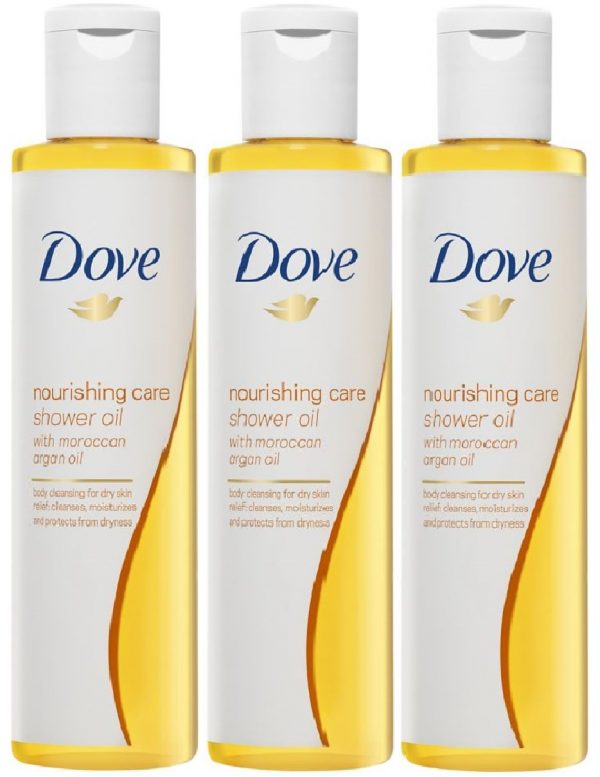 Dove
nourishing care
shower oil
with moroccan
argan oil
body cleansing for dry skin
relief: cleanses, moisturizes
and protects from dryness
Dove
nourishing care
shower oil
with moroccan
argan oil
body cleansing for dry skin
relief: cleanses, moisturizes
and protects from dryness
Dove
nourishing care
shower oil
with moroccan
argan oil
body cleansing for dry skin
relief: cleanses, moisturizes
and protects from dryness